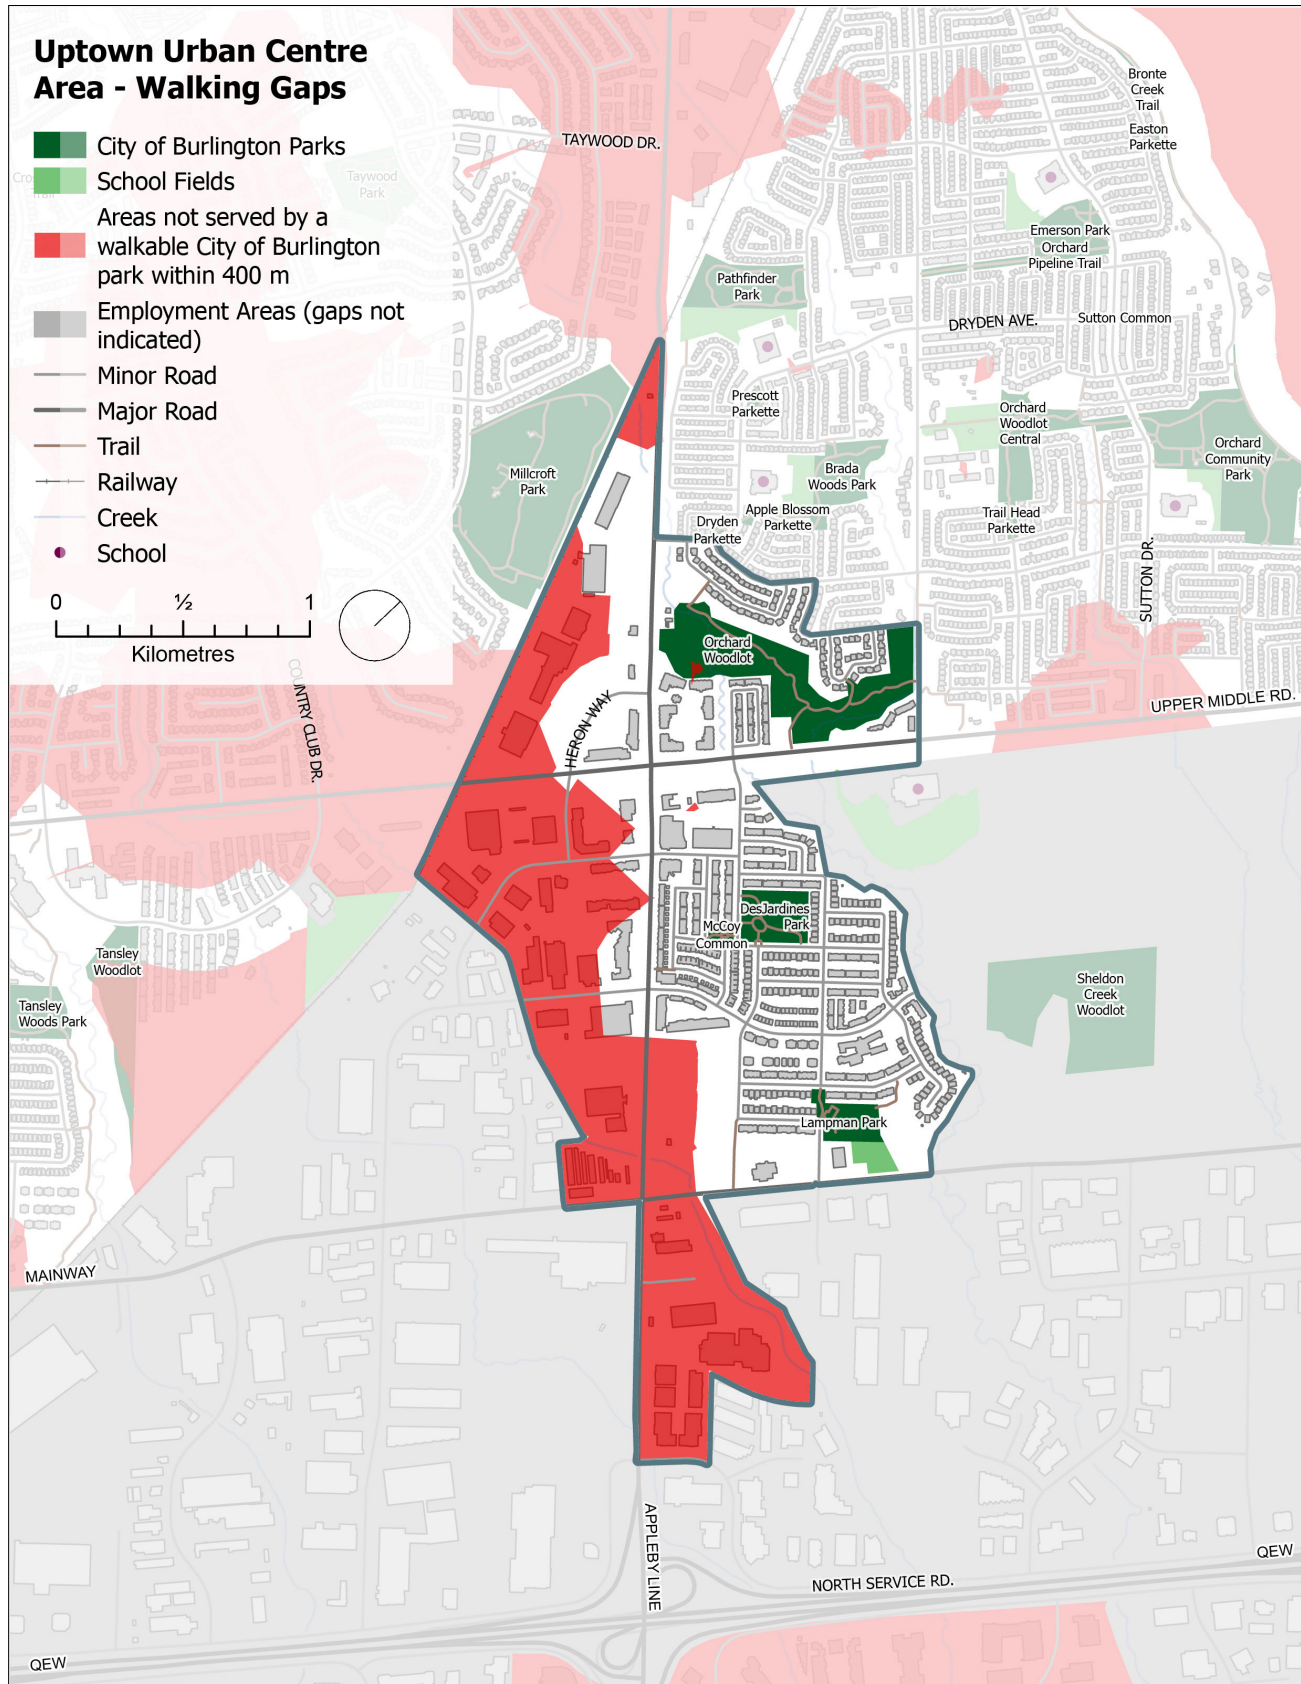 Uptown Urban Centre
Area - Walking Gaps
City of Burlington Parks
School Fields
Areas not served by a
walkable City of Burlington
park within 400 m
Employment Areas (gaps not
indicated)
Minor Road
Major Road
Trail
Railway
Creek
School
0 ½ 1
Kilometres
Taywood
Park
Trail
TAYWOOD DR.
Bronte
Creek
Trail
Easton
Parkette
Emerson Park
Orchard
Pipeline Trail
Pathfinder
Park
DRYDEN AVE.
Sutton Common
Prescott
Parkette
Orchard
Woodlot
Central
Orchard
Community
Park
Millcroft
Park
Brada
Woods Park
Apple Blossom
Parkette
Trail Head
Parkette
Dryden
Parkette
SUTTON DR.
Orchard
Woodlot
COUNTRY CLUB DR.
HERON WAY
UPPER MIDDLE RD.
DesJardines
Park
McCoy
Common
Tansley
Woodlot
Tansley
Woods Park
Sheldon
Creek
Woodlot
Lampman Park
MAINWAY
APPLEBY LINE
NORTH SERVICE RD.
QEW
QEW